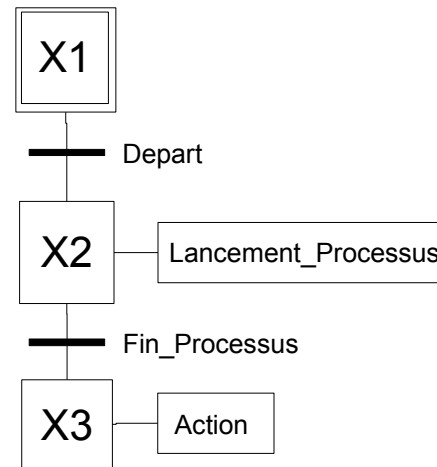 X1
Depart
X2
Lancement_Processus
Fin_Processus
X3
Action